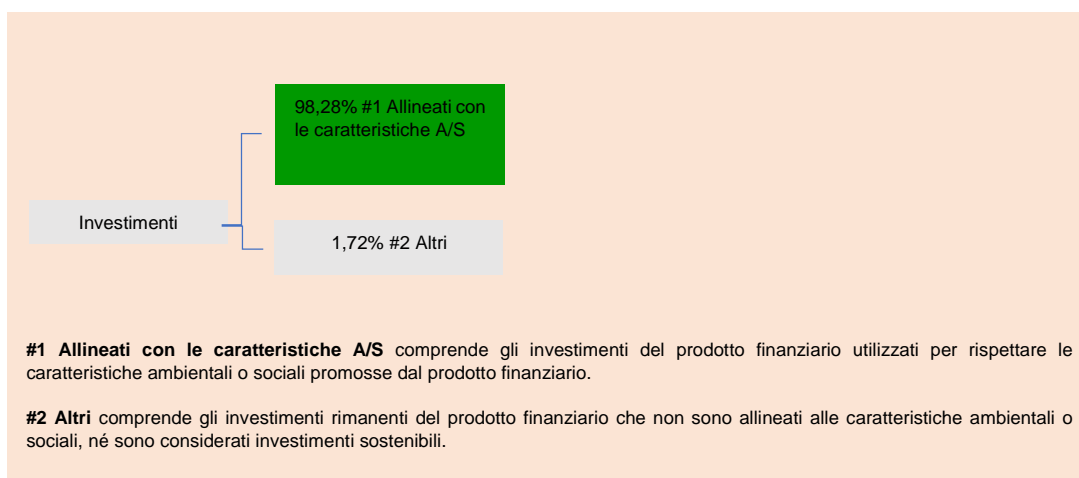 98,28% #1 Allineati con
le caratteristiche A/S
Investimenti
1,72% #2 Altri
#1 Allineati con le caratteristiche A/S comprende gli investimenti del prodotto finanziario utilizzati per rispettare le
caratteristiche ambientali o sociali promosse dal prodotto finanziario.
#2 Altri comprende gli investimenti rimanenti del prodotto finanziario che non sono allineati alle caratteristiche ambientali o
sociali, né sono considerati investimenti sostenibili.